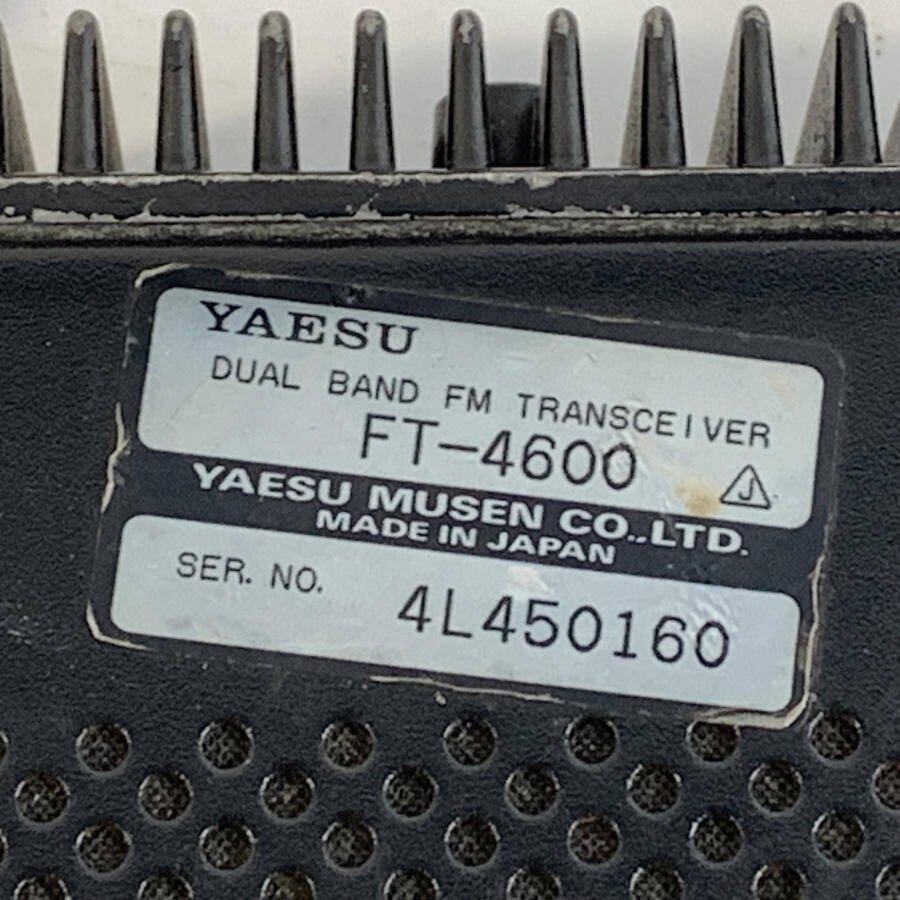 YAESU
DUAL BAND FM TRANSCEIVER
FT-4600
J
YAESU MUSEN CO.,LTD.
MADE IN JAPAN
SER. NO. 4L450160